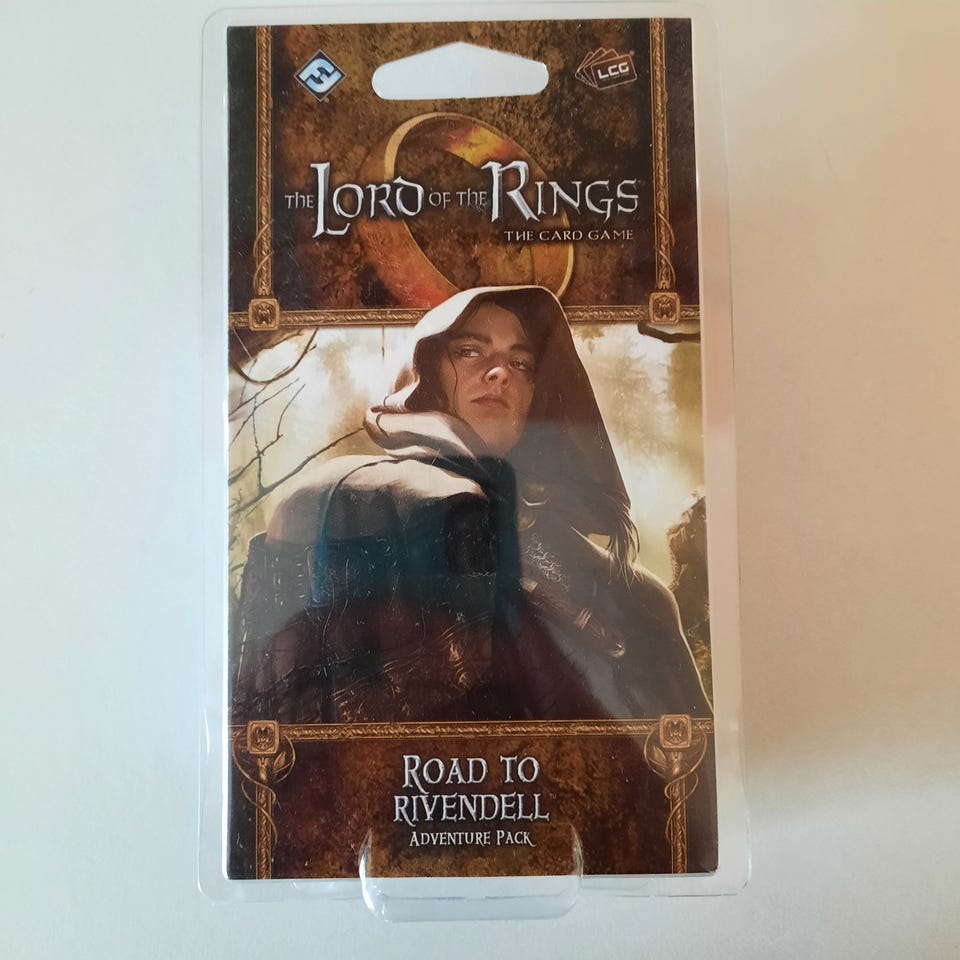 LCG
THE LORD OF THE RINGS
THE CARD GAME
ROAD TO
RIVENDELL
ADVENTURE PACK